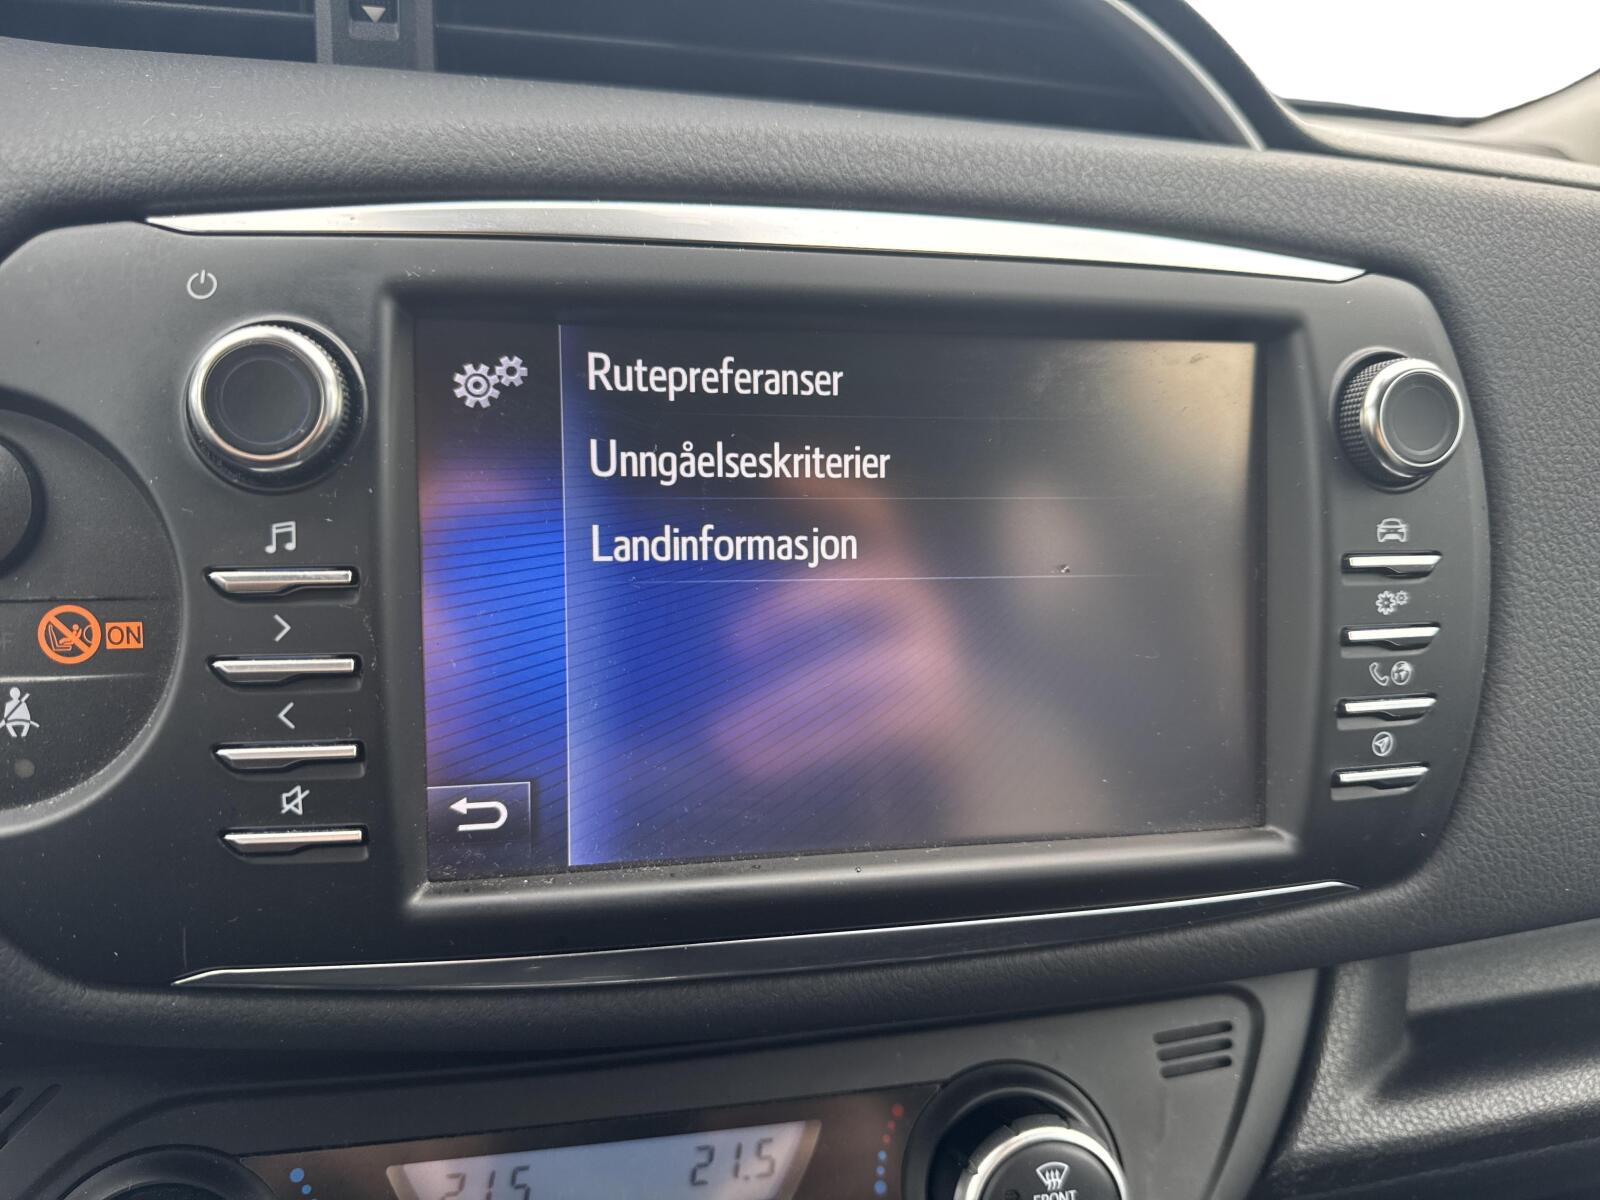 Rutepreferanser
Unngåelseskriterier
Landinformasjon
ON
21.5
21.5
FRONT